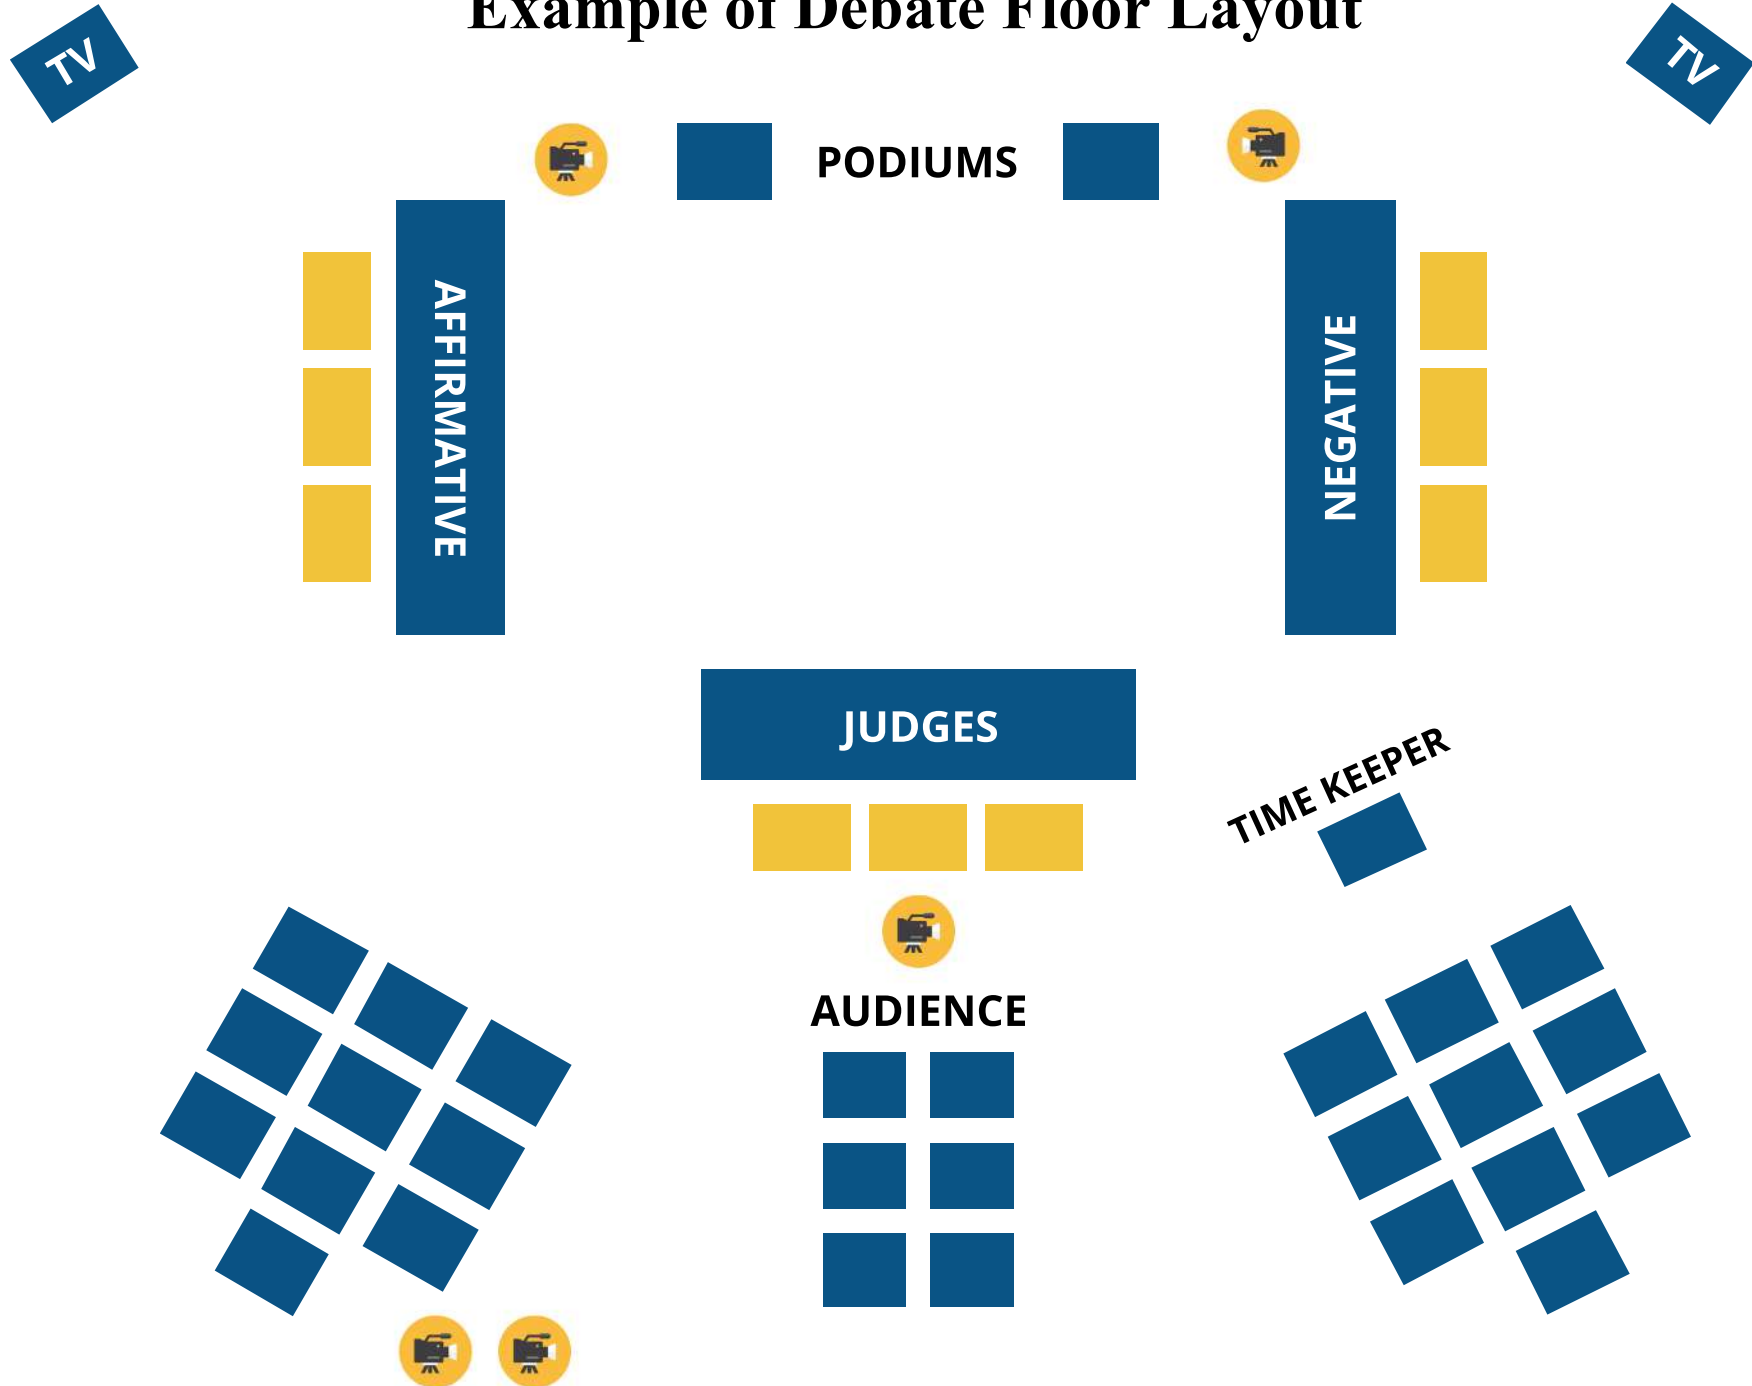 Example of Debate Floor Layout
TV
TV
PODIUMS
AFFIRMATIVE
NEGATIVE
JUDGES
TIME KEEPER
AUDIENCE